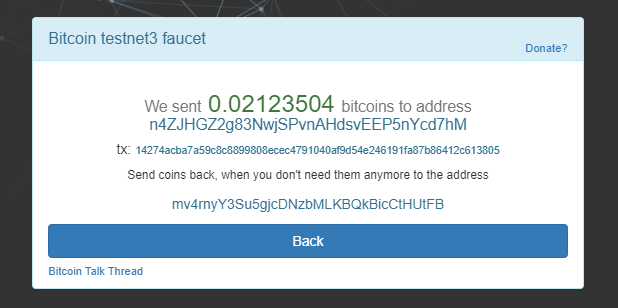 Bitcoin testnet3 faucet
Donate?
We sent 0.02123504 bitcoins to address
n4ZJHGZ2g83NwjSPvnAHdsvEEP5nYcd7hM
tx: 14274acba7a59c8c8899808ecec4791040af9d54e246191fa87b86412c613805
Send coins back, when you don't need them anymore to the address
mv4rnyY3Su5gjcDNzbMLKBQkBicCtHUtFB
Back
Bitcoin Talk Thread